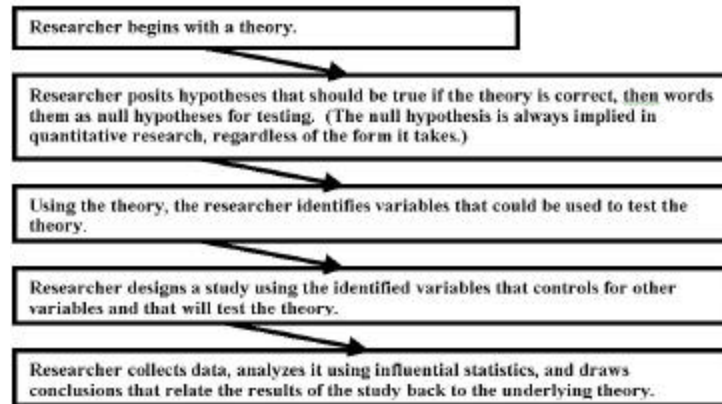 Researcher begins with a theory.
Researcher posits hypotheses that should be true if the theory is correct, then words
them as null hypotheses for testing. (The null hypothesis is always implied in
quantitative research, regardless of the form it takes.)
Using the theory, the researcher identifies variables that could be used to test the
theory.
Researcher designs a study using the identified variables that controls for other
variables and that will test the theory.
Researcher collects data, analyzes it using influential statistics, and draws
conclusions that relate the results of the study back to the underlying theory.